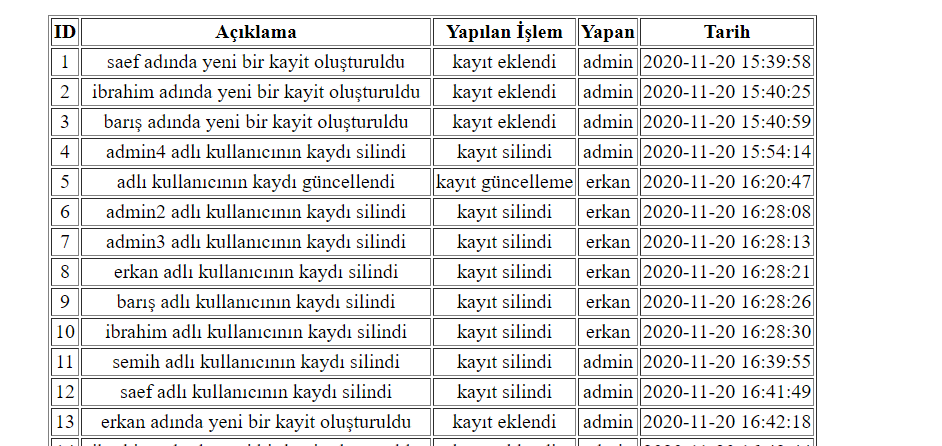 ID Açıklama Yapılan İşlem Yapan Tarih
1 saef adında yeni bir kayit oluşturuldu kayıt eklendi admin 2020-11-20 15:39:58
2 ibrahim adında yeni bir kayit oluşturuldu kayıt eklendi admin 2020-11-20 15:40:25
3 barış adında yeni bir kayit oluşturuldu kayıt eklendi admin 2020-11-20 15:40:59
4 admin4 adlı kullanıcının kaydı silindi kayıt silindi admin 2020-11-20 15:54:14
5 adlı kullanıcının kaydı güncellendi kayıt güncelleme erkan 2020-11-20 16:20:47
6 admin2 adlı kullanıcının kaydı silindi kayıt silindi erkan 2020-11-20 16:28:08
7 admin3 adlı kullanıcının kaydı silindi kayıt silindi erkan 2020-11-20 16:28:13
8 erkan adlı kullanıcının kaydı silindi kayıt silindi erkan 2020-11-20 16:28:21
9 barış adlı kullanıcının kaydı silindi kayıt silindi erkan 2020-11-20 16:28:26
10 ibrahim adlı kullanıcının kaydı silindi kayıt silindi erkan 2020-11-20 16:28:30
11 semih adlı kullanıcının kaydı silindi kayıt silindi admin 2020-11-20 16:39:55
12 saef adlı kullanıcının kaydı silindi kayıt silindi admin 2020-11-20 16:41:49
13 erkan adında yeni bir kayit oluşturuldu kayıt eklendi admin 2020-11-20 16:42:18